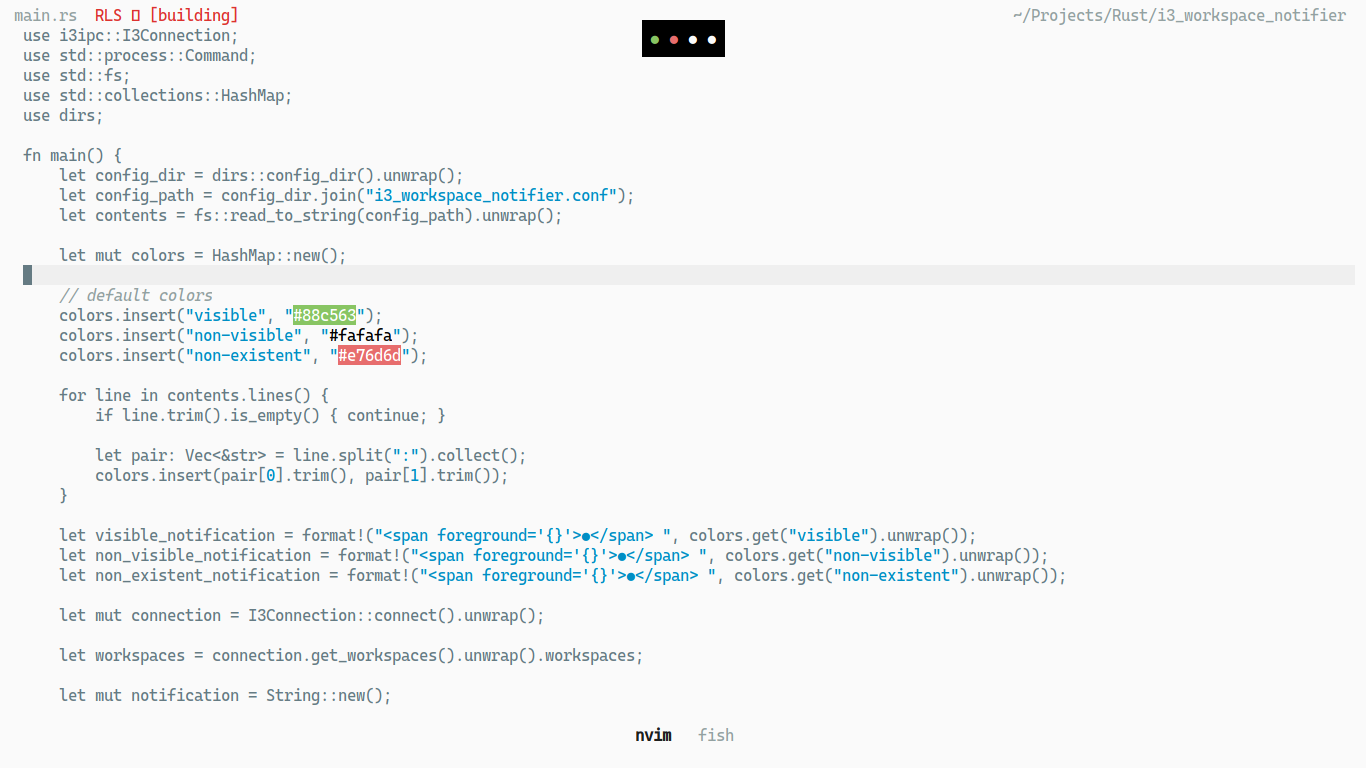 main.rs  RLS ▯ [building]  ~/Projects/Rust/i3_workspace_notifier
use i3ipc::I3Connection;
use std::process::Command;
use std::fs;
use std::collections::HashMap;
use dirs;

fn main() {
    let config_dir = dirs::config_dir().unwrap();
    let config_path = config_dir.join("i3_workspace_notifier.conf");
    let contents = fs::read_to_string(config_path).unwrap();

    let mut colors = HashMap::new();

    // default colors
    colors.insert("visible", "#88c563");
    colors.insert("non-visible", "#fafafa");
    colors.insert("non-existent", "#e76d6d");

    for line in contents.lines() {
        if line.trim().is_empty() { continue; }

        let pair: Vec<&str> = line.split(":").collect();
        colors.insert(pair[0].trim(), pair[1].trim());
    }

    let visible_notification = format!("<span foreground='{}'>●</span> ", colors.get("visible").unwrap());
    let non_visible_notification = format!("<span foreground='{}'>●</span> ", colors.get("non-visible").unwrap());
    let non_existent_notification = format!("<span foreground='{}'>●</span> ", colors.get("non-existent").unwrap());

    let mut connection = I3Connection::connect().unwrap();

    let workspaces = connection.get_workspaces().unwrap().workspaces;

    let mut notification = String::new();

nvim  fish